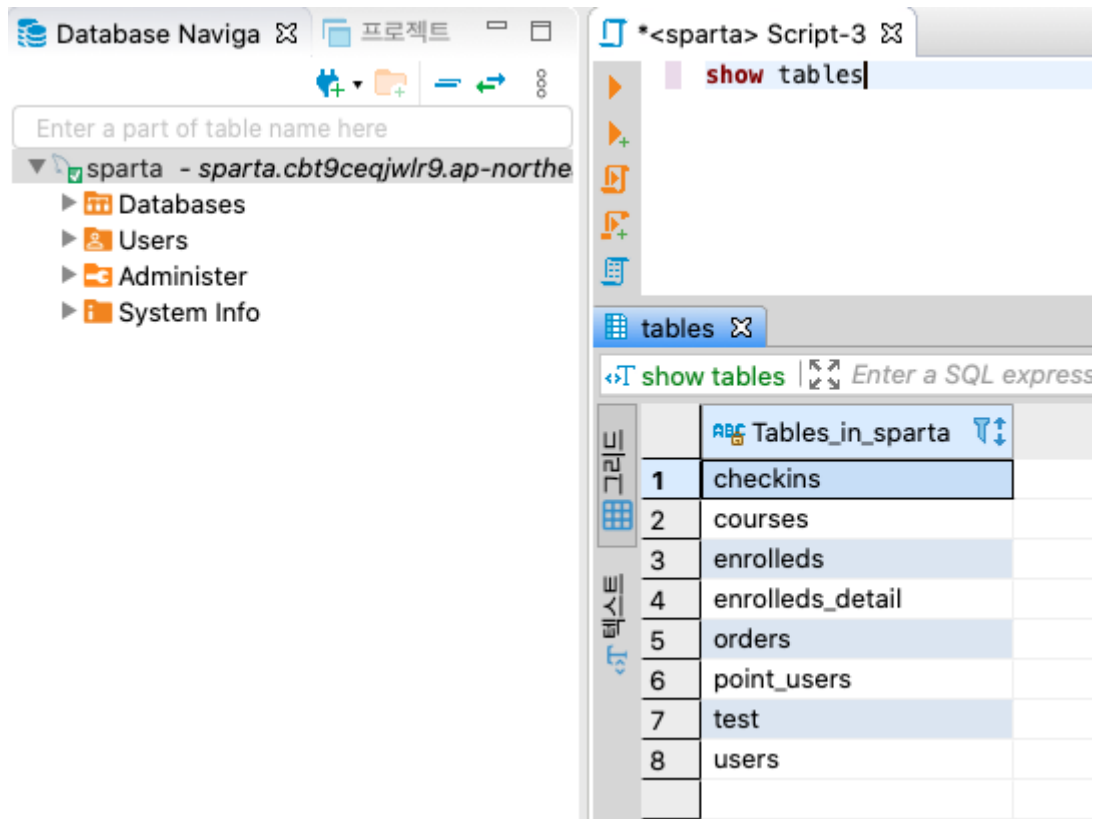 Database Naviga
프로젝트
Enter a part of table name here
sparta - sparta.cbt9ceqjwlr9.ap-northe
Databases
Users
Administer
System Info
*<sparta> Script-3
show tables
tables
show tables
Enter a SQL express
그리드
텍스트
ABC Tables_in_sparta
1 checkins
2 courses
3 enrolleds
4 enrolleds_detail
5 orders
6 point_users
7 test
8 users